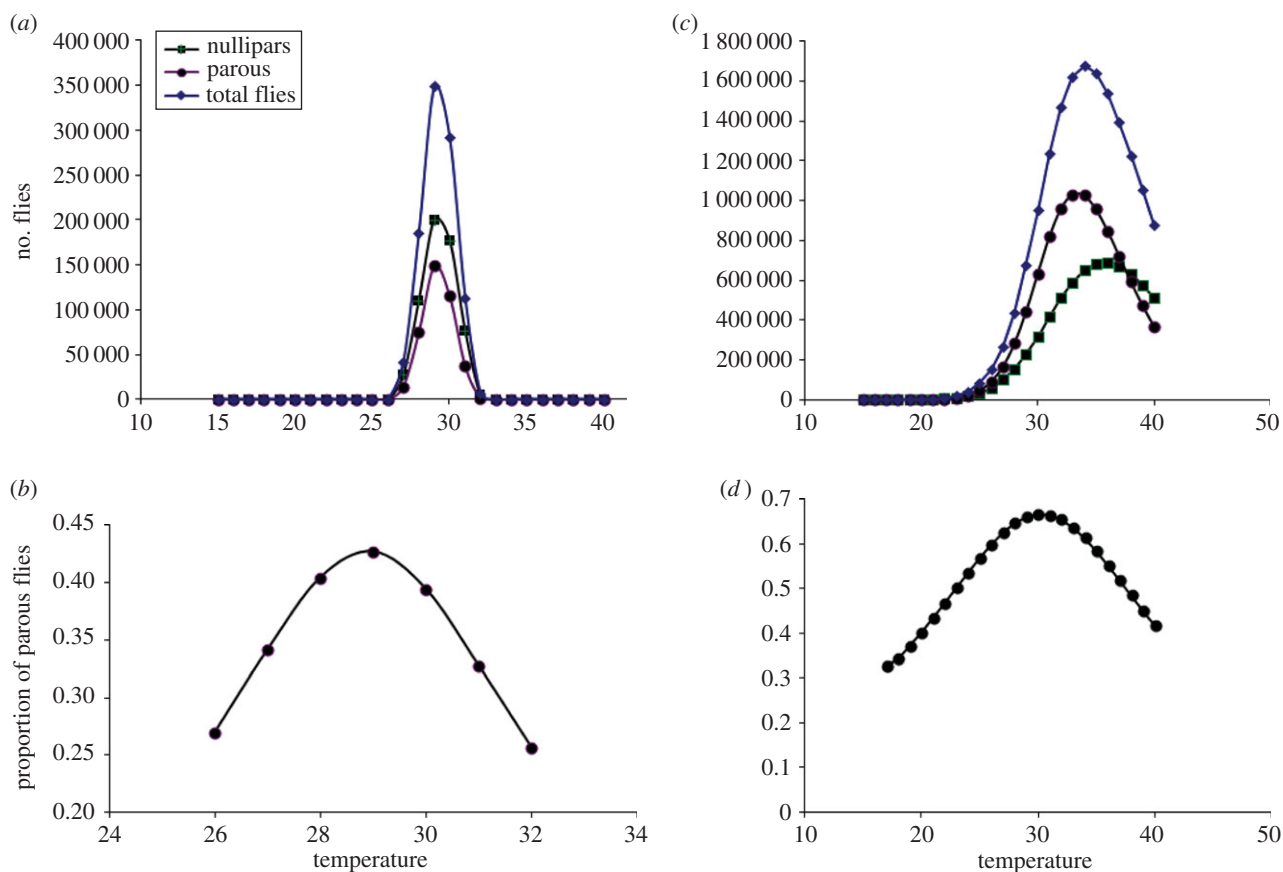 (a)
400 000
350 000
300 000
250 000
200 000
150 000
100 000
50 000
0
no. flies
nullipars
parous
total flies
10 15 20 25 30 35 40
(c)
1 800 000
1 600 000
1 400 000
1 200 000
1 000 000
800 000
600 000
400 000
200 000
0
10 20 30 40 50
(b)
0.45
0.40
0.35
0.30
0.25
0.20
proportion of parous flies
24 26 28 30 32 34
temperature
(d)
0.7
0.6
0.5
0.4
0.3
0.2
0.1
0
10 20 30 40 50
temperature